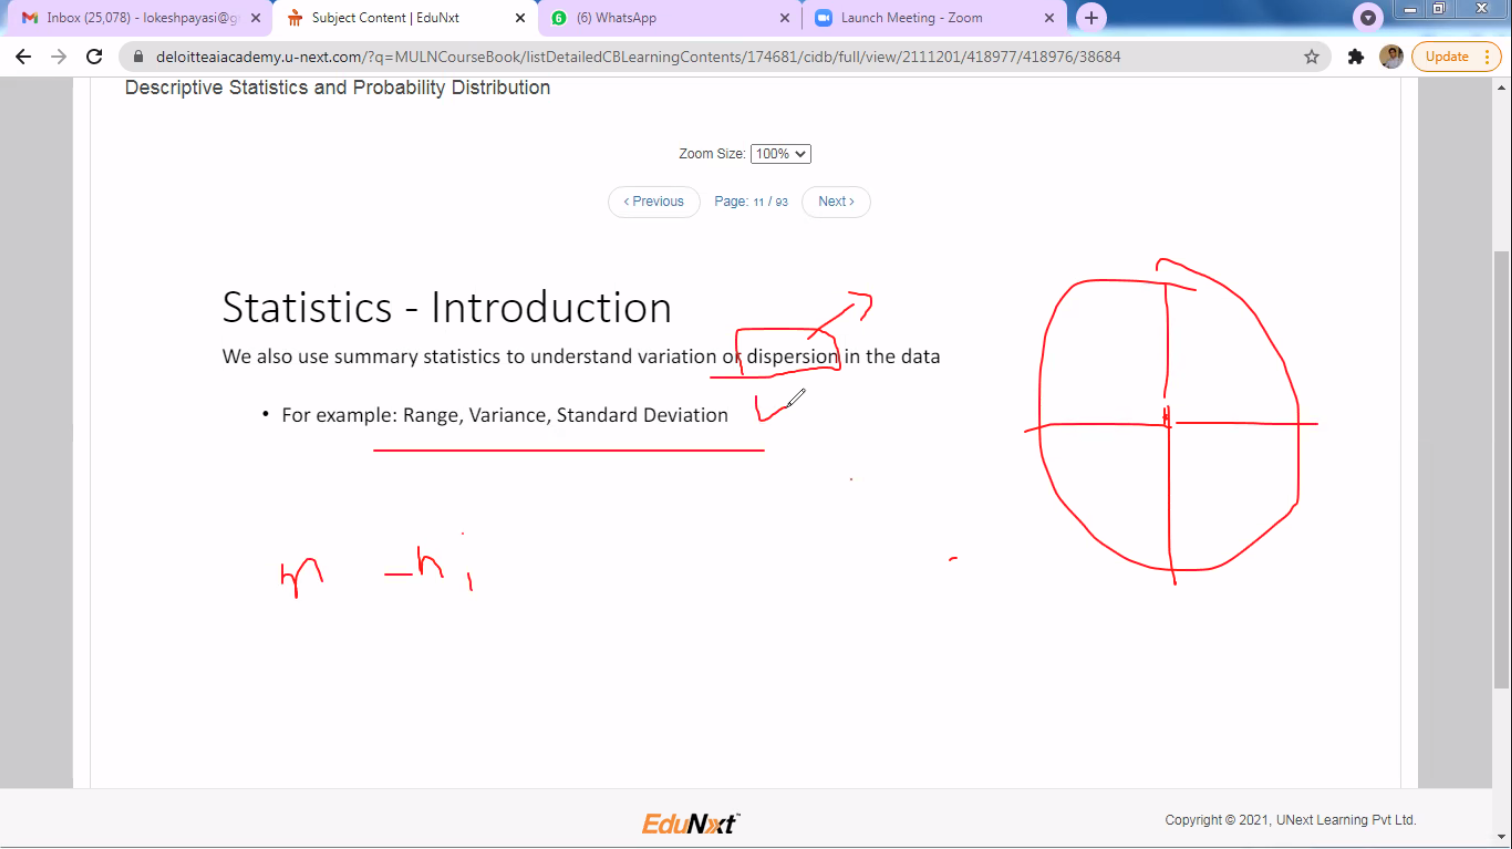 Inbox (25,078) - lokeshpayasi@g
Subject Content | EduNxt
(6) WhatsApp
Launch Meeting - Zoom
deloitteaiacademy.u-next.com/?q=MULNCourseBook/listDetailedCBLearningContents/174681/cidb/full/view/2111201/418977/418976/38684
Update
Descriptive Statistics and Probability Distribution
Zoom Size: 100%
‹ Previous Page: 11 / 93 Next ›
Statistics - Introduction
We also use summary statistics to understand variation or dispersion in the data
• For example: Range, Variance, Standard Deviation
EduNxt
Copyright © 2021, UNext Learning Pvt Ltd.